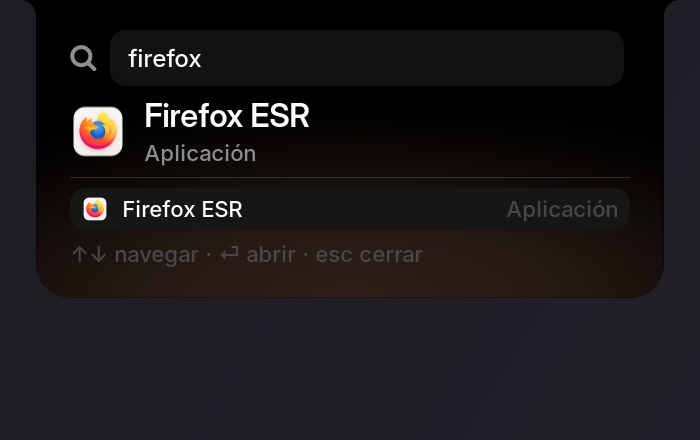 firefox
Firefox ESR
Aplicación
Firefox ESR Aplicación
↑↓ navegar · ↵ abrir · esc cerrar